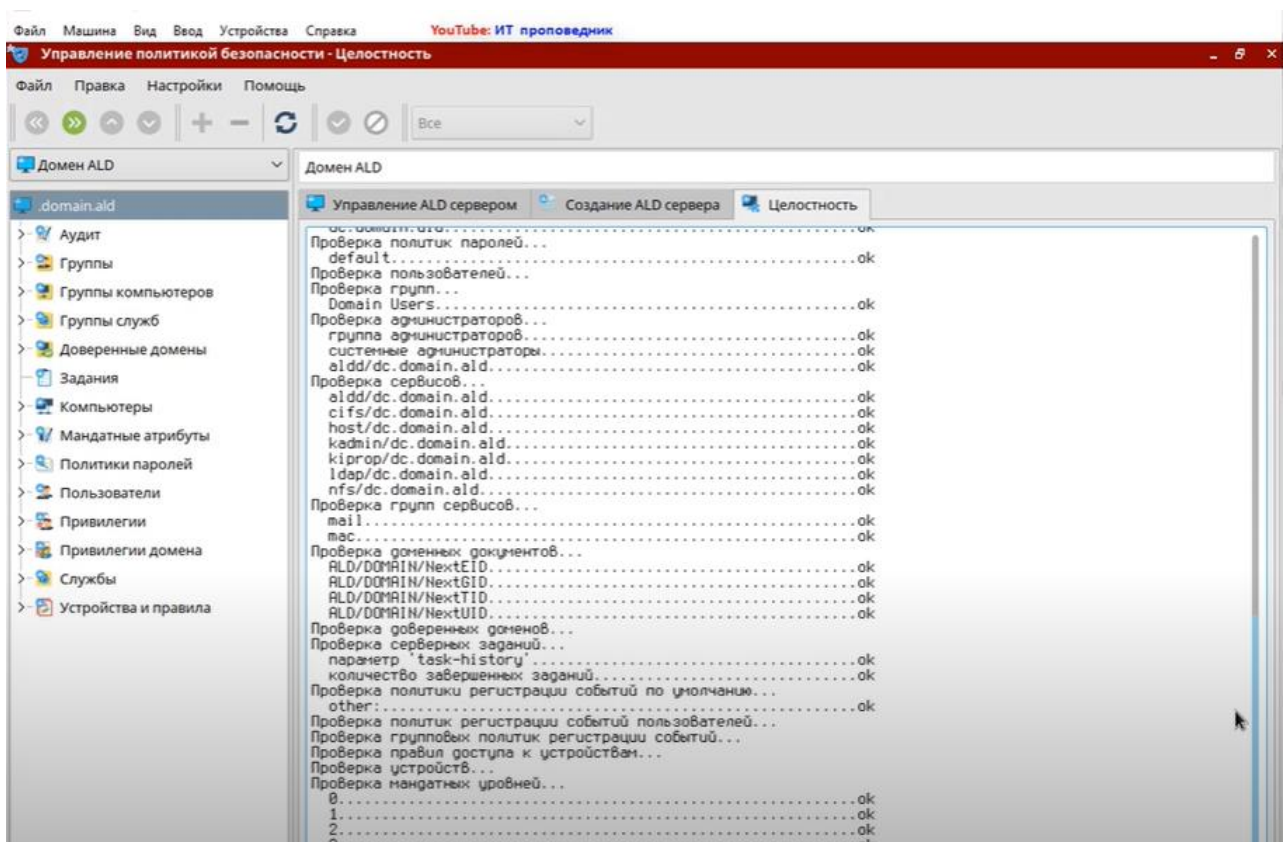 Файл Машина Вид Ввод Устройства Справка YouTube: ИТ проповедник
Управление политикой безопасности - Целостность
Файл Правка Настройки Помощь
Все
Домен ALD
Домен ALD
.domain.ald
Аудит
Группы
Группы компьютеров
Группы служб
Доверенные домены
Задания
Компьютеры
Мандатные атрибуты
Политики паролей
Пользователи
Привилегии
Привилегии домена
Службы
Устройства и правила
Управление ALD сервером Создание ALD сервера Целостность
dc.domain.ald.............................................ok
Проверка политик паролей...
default...................................................ok
Проверка пользователей...
Проверка групп...
Domain Users..............................................ok
Проверка администраторов...
группа администраторов....................................ok
системные администраторы..................................ok
aldd/dc.domain.ald........................................ok
Проверка сервисов...
aldd/dc.domain.ald........................................ok
cifs/dc.domain.ald........................................ok
host/dc.domain.ald........................................ok
kadmin/dc.domain.ald......................................ok
kiprop/dc.domain.ald......................................ok
ldap/dc.domain.ald........................................ok
nfs/dc.domain.ald.........................................ok
Проверка групп сервисов...
mail......................................................ok
mac.......................................................ok
Проверка доменных документов...
ALD/DOMAIN/NextEID........................................ok
ALD/DOMAIN/NextGID........................................ok
ALD/DOMAIN/NextTID........................................ok
ALD/DOMAIN/NextUID........................................ok
Проверка доверенных доменов...
Проверка серверных заданий...
параметр 'task-history'...................................ok
количество завершенных заданий............................ok
Проверка политики регистрации событий по умолчанию...
other:....................................................ok
Проверка политик регистрации событий пользователей...
Проверка групповых политик регистрации событий...
Проверка правил доступа к устройствам...
Проверка устройств...
Проверка мандатных уровней...
0.........................................................ok
1.........................................................ok
2.........................................................ok